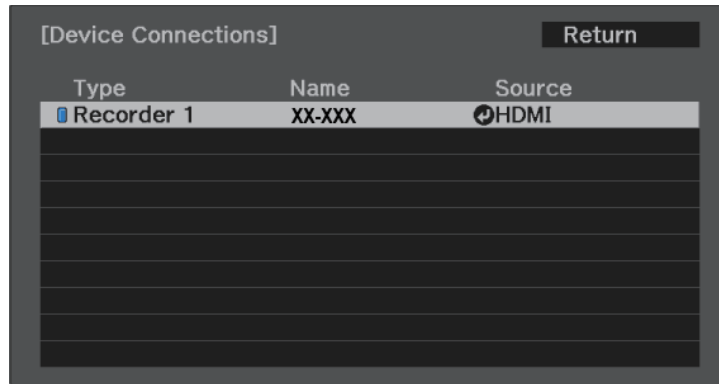 [Device Connections] Return
Type Name Source
Recorder 1 XX-XXX HDMI